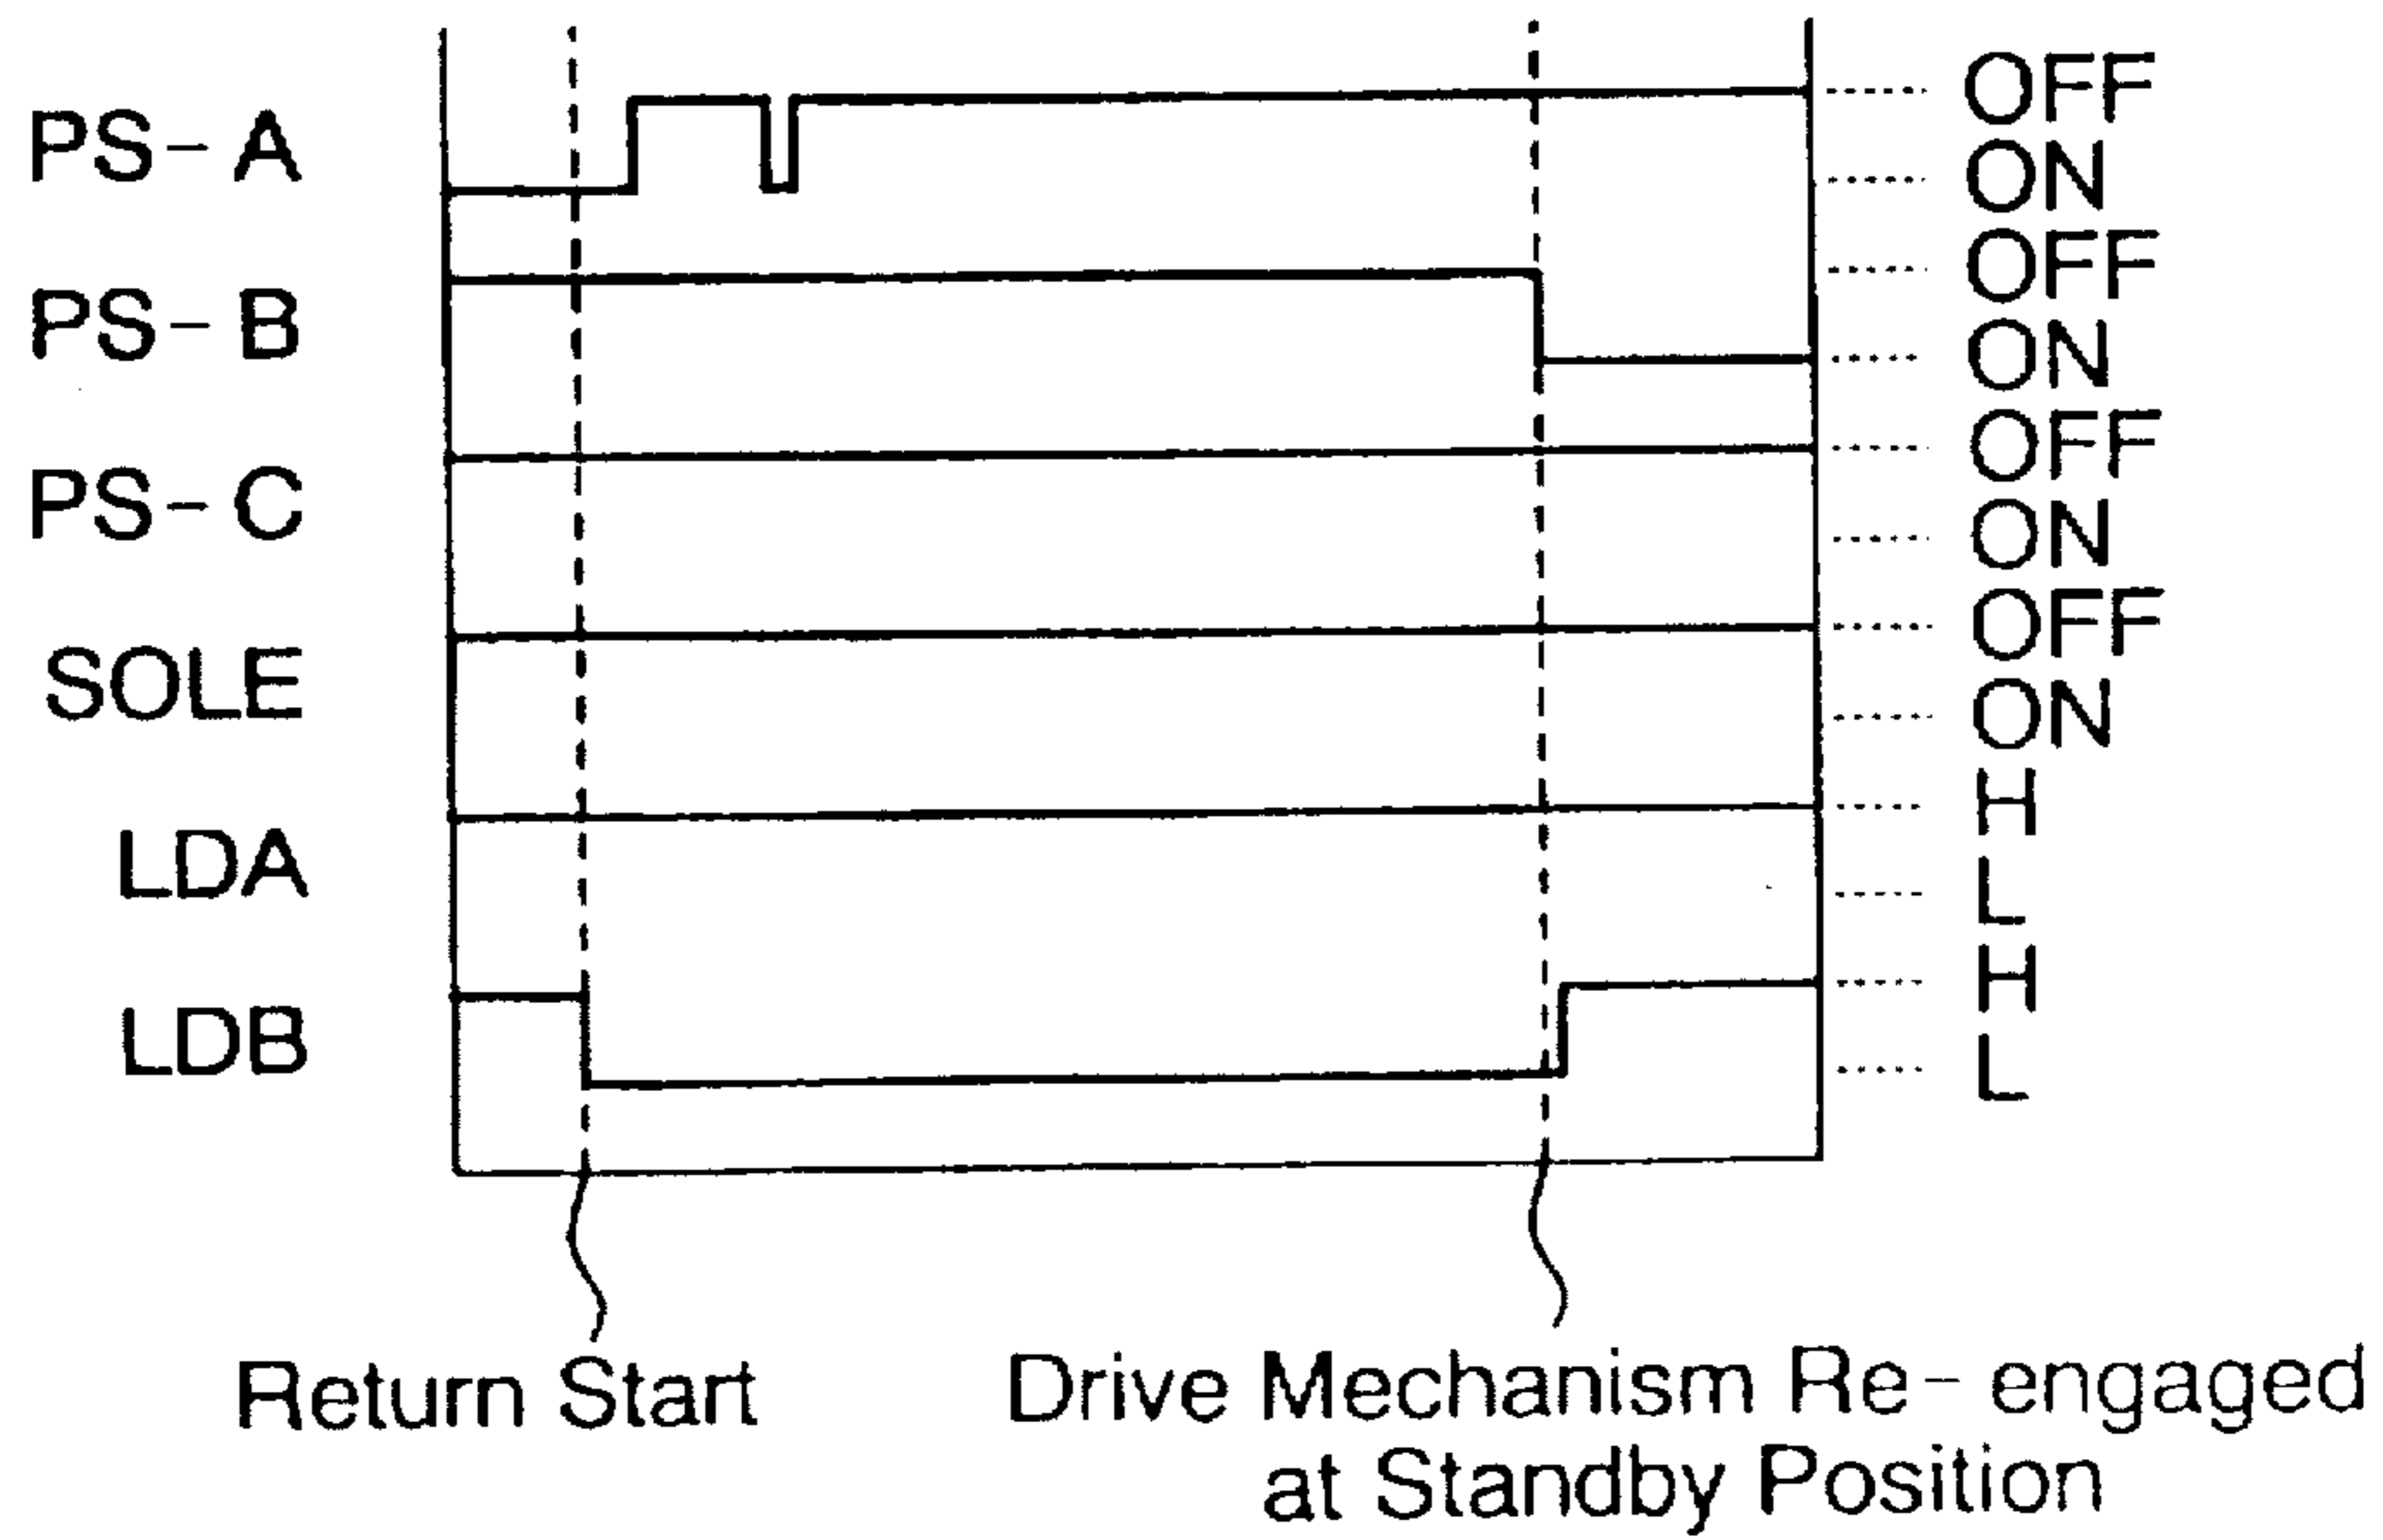 PS-A
OFF
ON
PS-B
OFF
ON
PS-C
OFF
ON
SOLE
OFF
ON
LDA
H
L
LDB
H
L
Return Start
Drive Mechanism Re-engaged
at Standby Position